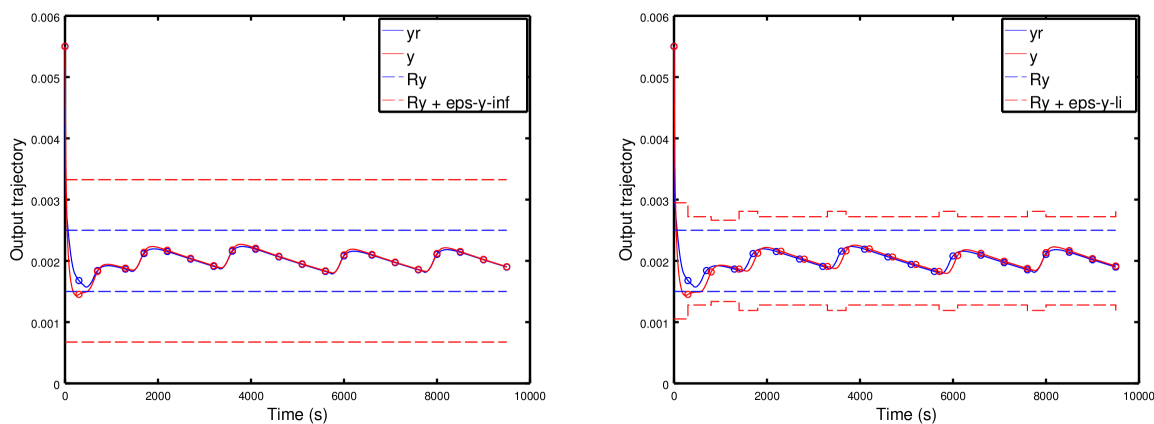 0.006
0.005
0.004
0.003
0.002
0.001
0
Output trajectory
0 2000 4000 6000 8000 10000
Time (s)
yr
y
Ry
Ry + eps-y-inf
0.006
0.005
0.004
0.003
0.002
0.001
0
Output trajectory
0 2000 4000 6000 8000 10000
Time (s)
yr
y
Ry
Ry + eps-y-li